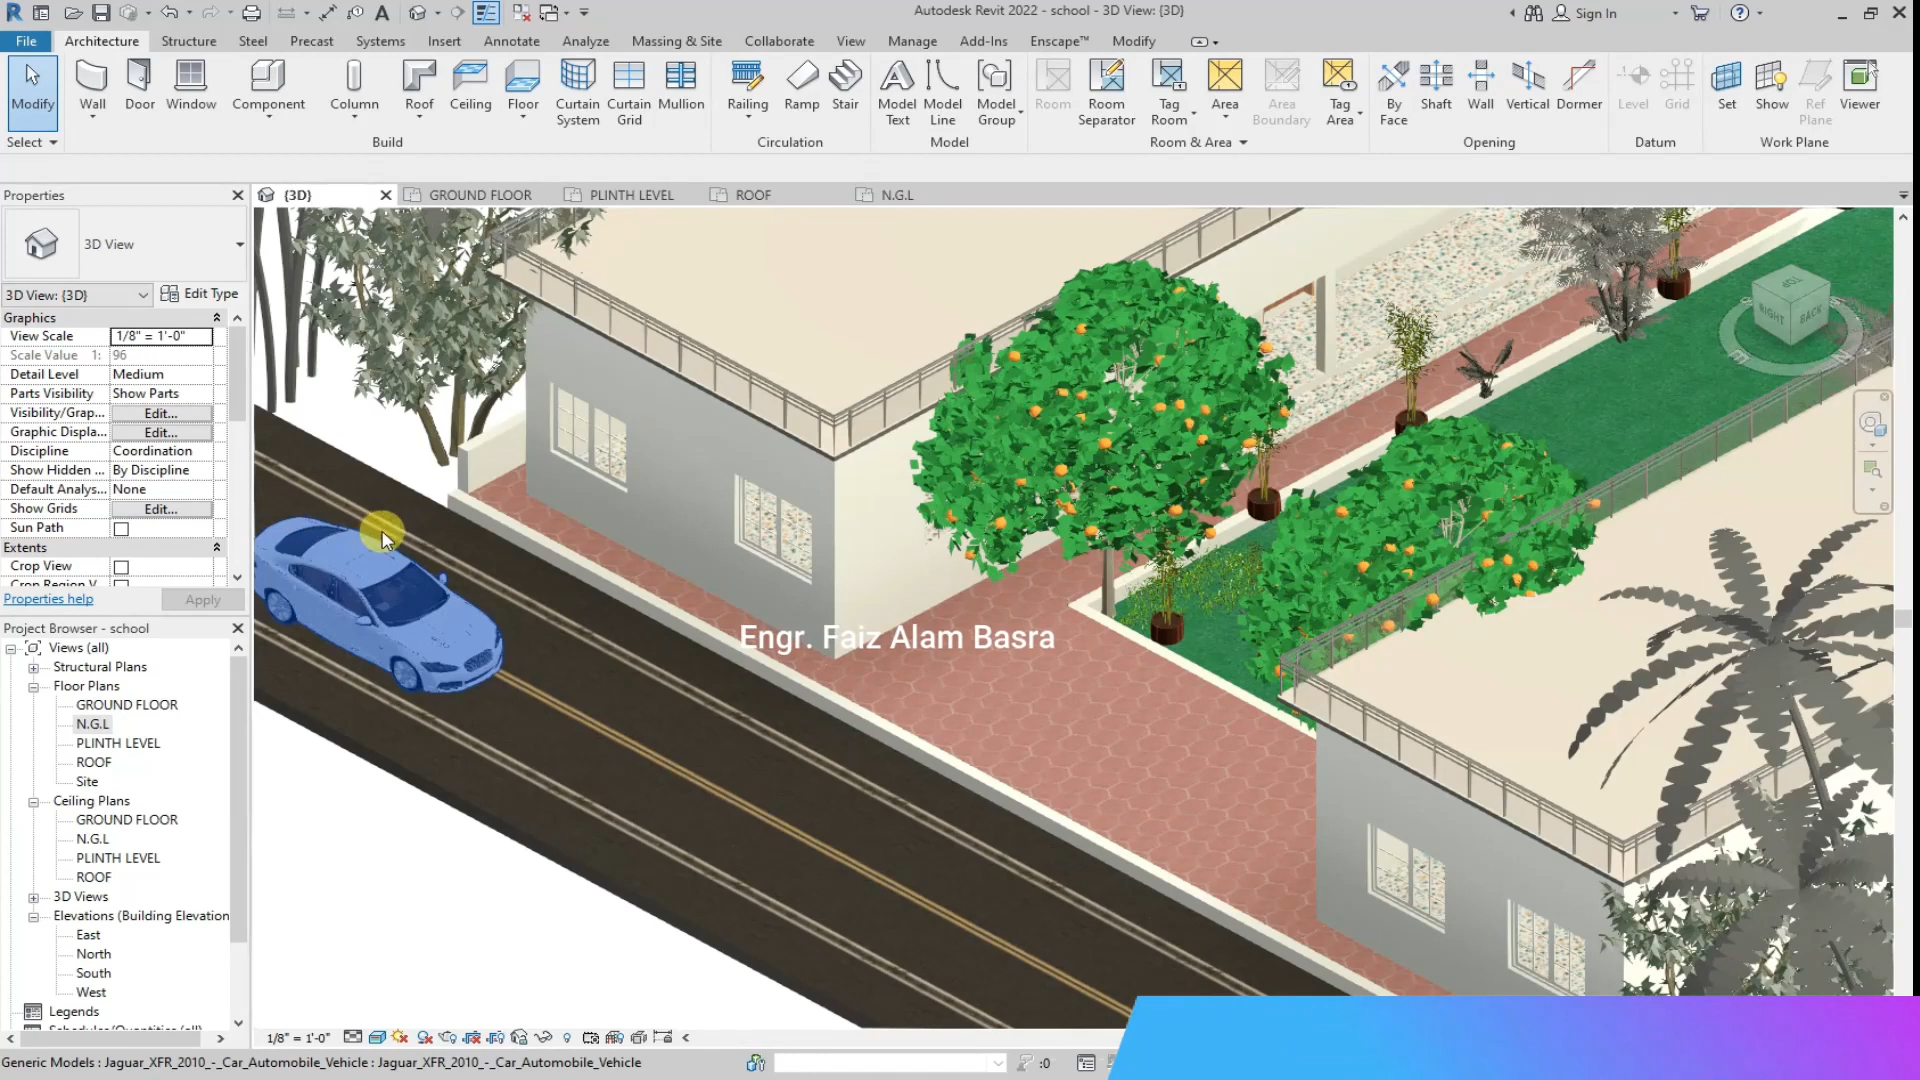 Autodesk Revit 2022 - school - 3D View: {3D}
Sign In
File Architecture Structure Steel Precast Systems Insert Annotate Analyze Massing & Site Collaborate View Manage Add-Ins Enscape™ Modify
Modify
Wall
Door
Window
Component
Column
Roof
Ceiling
Floor
Curtain System
Curtain Grid
Mullion
Railing
Ramp
Stair
Model Text
Model Line
Model Group
Room
Room Separator
Tag Room
Area
Area Boundary
Tag Area
By Face
Shaft
Wall
Vertical
Dormer
Level
Grid
Set
Show
Ref Plane
Viewer
Select Build Circulation Model Room & Area Opening Datum Work Plane
Properties
{3D} GROUND FLOOR PLINTH LEVEL ROOF N.G.L
3D View
3D View: {3D} Edit Type
Graphics
View Scale 1/8" = 1'-0"
Scale Value 1: 96
Detail Level Medium
Parts Visibility Show Parts
Visibility/Grap... Edit...
Graphic Displa... Edit...
Discipline Coordination
Show Hidden ... By Discipline
Default Analys... None
Show Grids Edit...
Sun Path
Extents
Crop View
Crop Region V
Properties help Apply
Project Browser - school
Views (all)
Structural Plans
Floor Plans
GROUND FLOOR
N.G.L
PLINTH LEVEL
ROOF
Site
Ceiling Plans
GROUND FLOOR
N.G.L
PLINTH LEVEL
ROOF
3D Views
Elevations (Building Elevation
East
North
South
West
Legends
Schedules/Quantities (all)
Engr. Faiz Alam Basra
RIGHT
BACK
TOP
1/8" = 1'-0"
Generic Models : Jaguar_XFR_2010_-_Car_Automobile_Vehicle : Jaguar_XFR_2010_-_Car_Automobile_Vehicle
:0